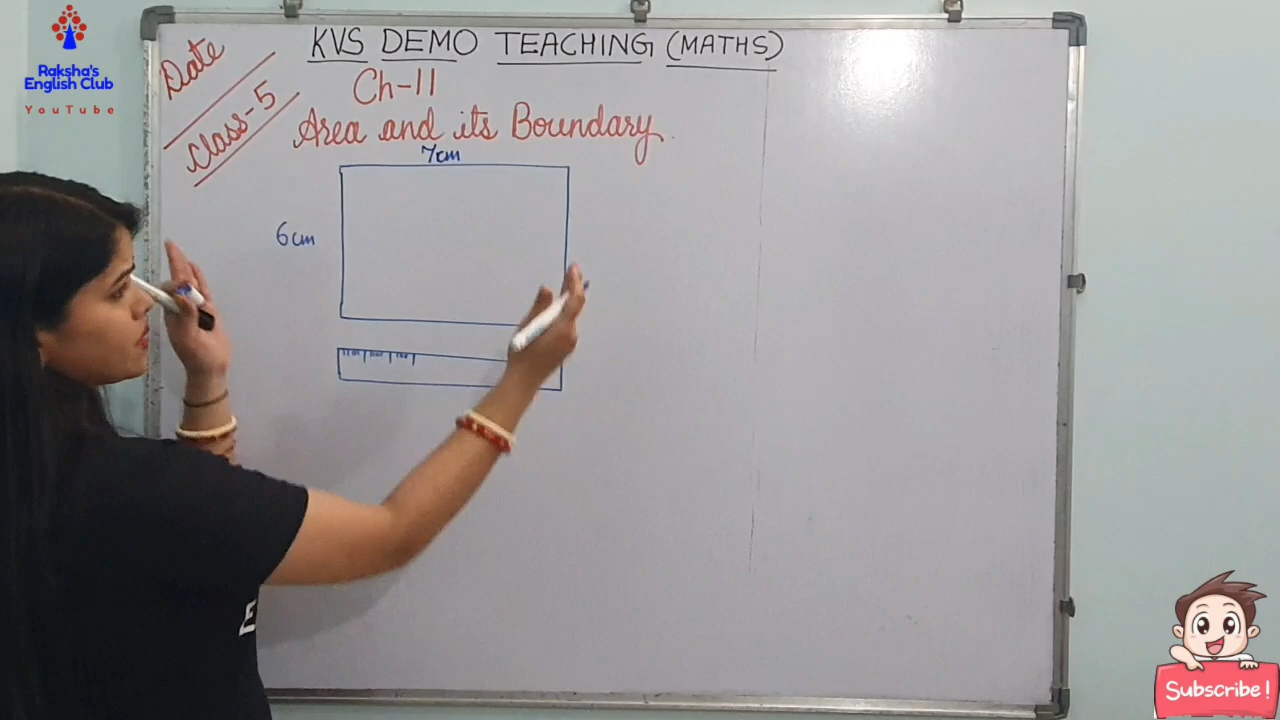 Raksha's
English Club
YouTube
Date
Class-5
KVS DEMO TEACHING (MATHS)
Ch-11
Area and its Boundary.
7cm
6cm
Subscribe!